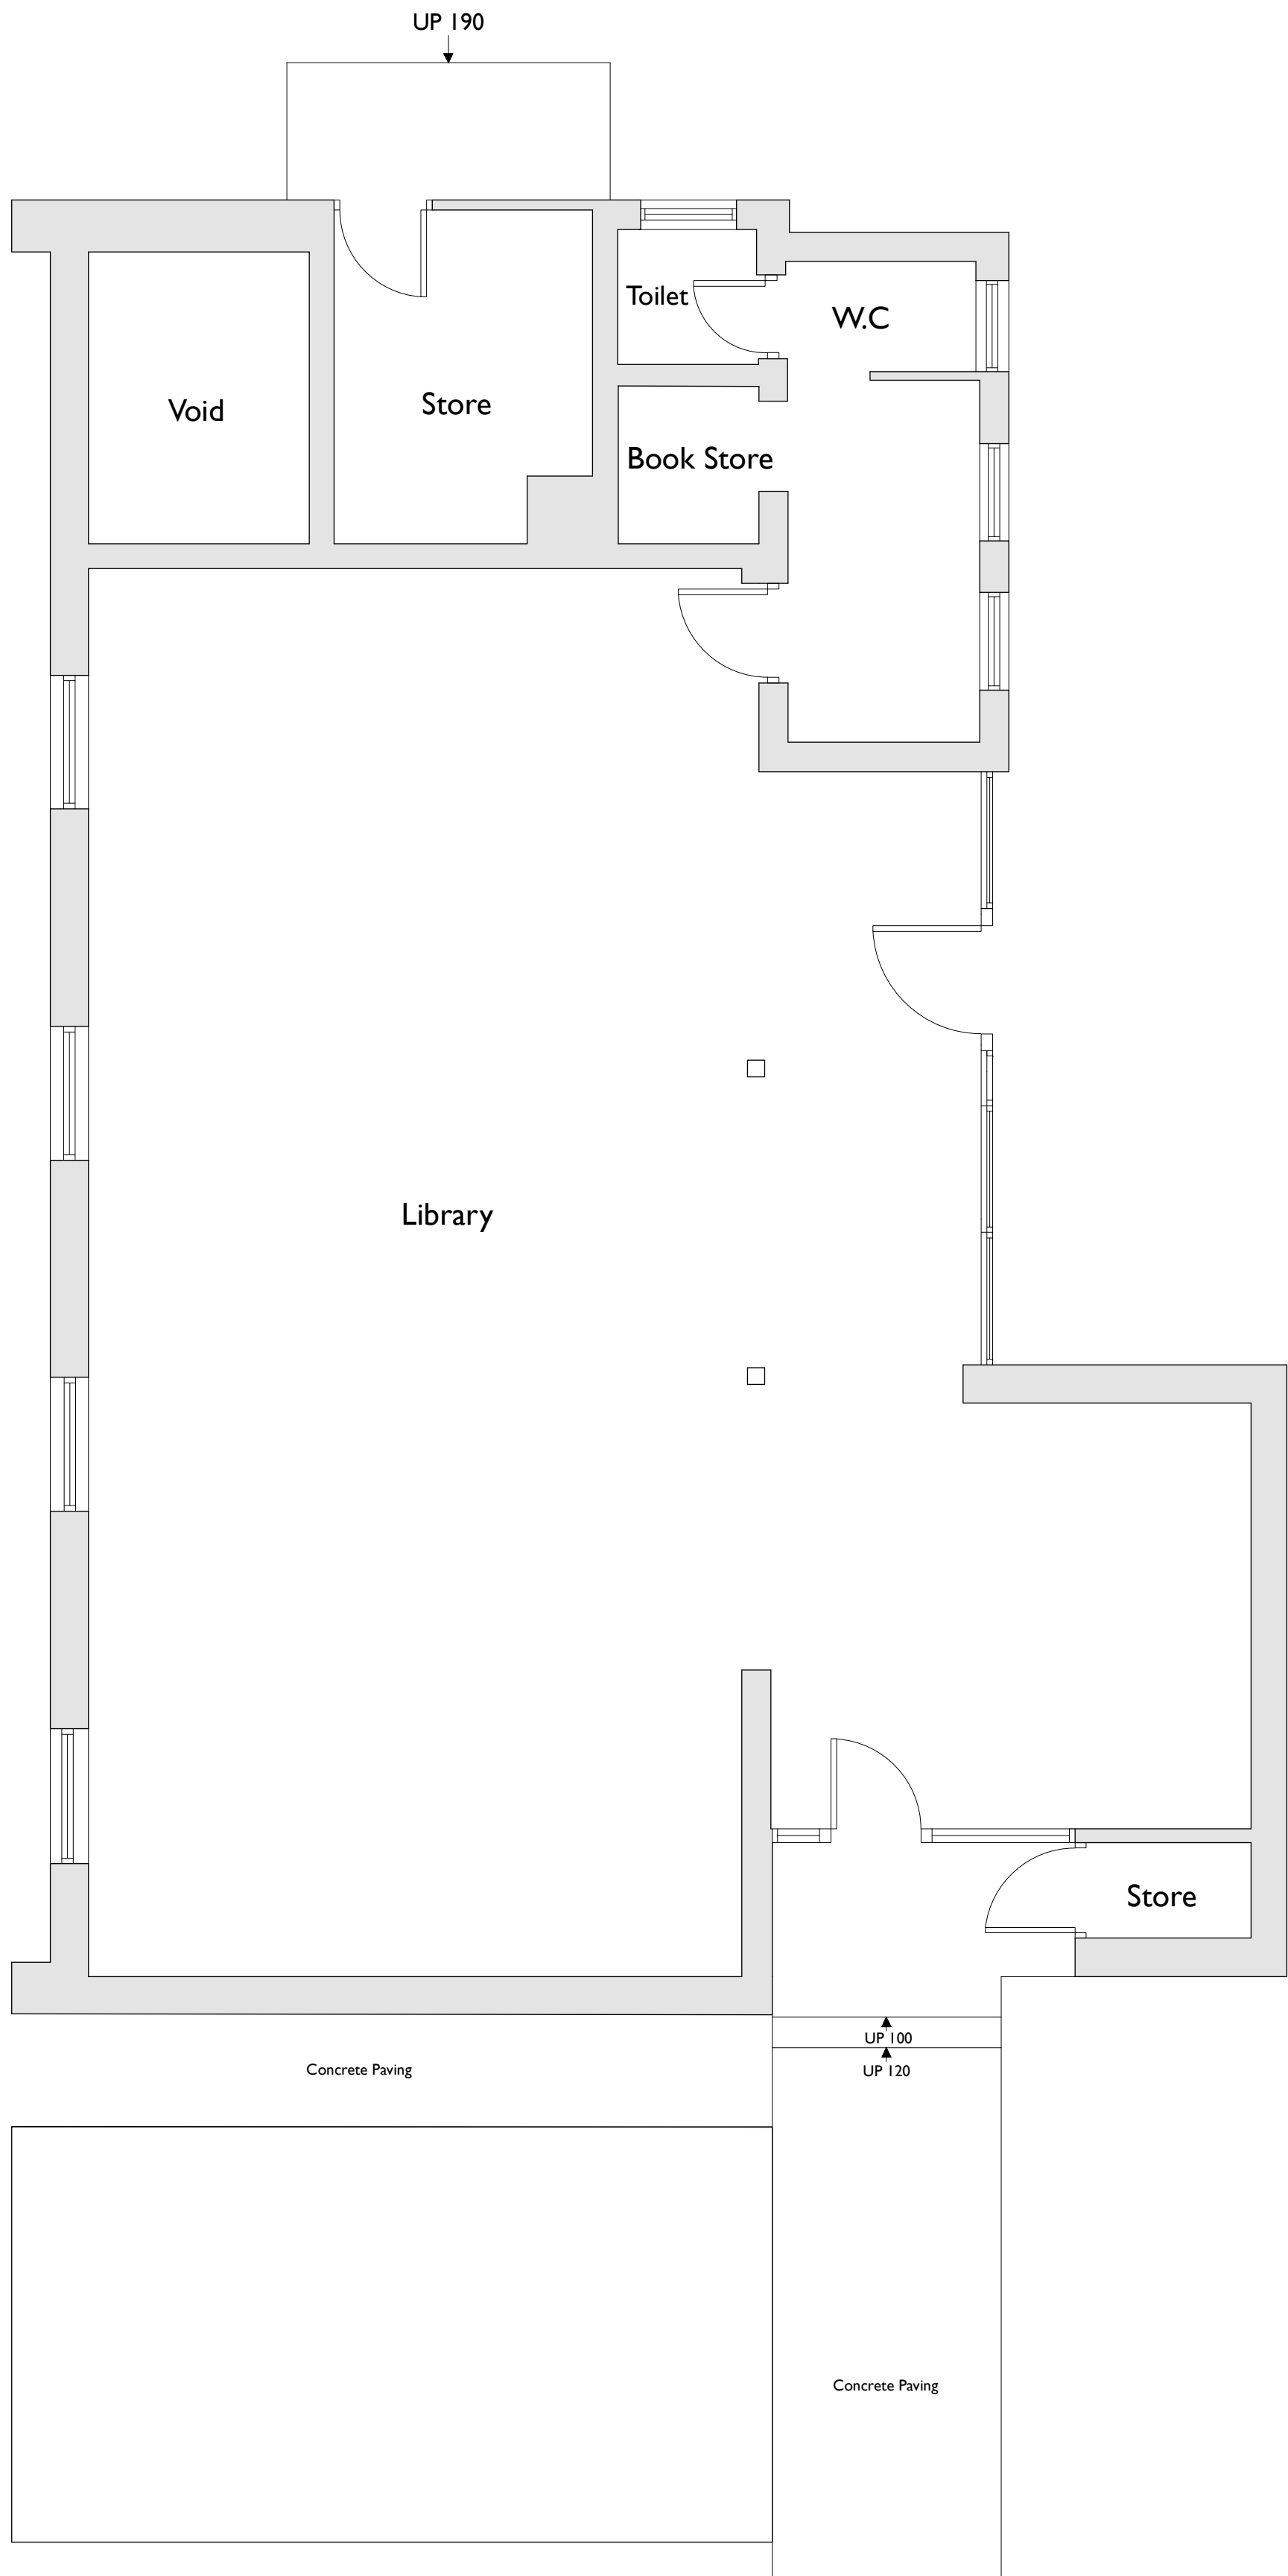 UP 190
Toilet
W.C
Void
Store
Book Store
Library
Store
UP 100
Concrete Paving
UP 120
Concrete Paving